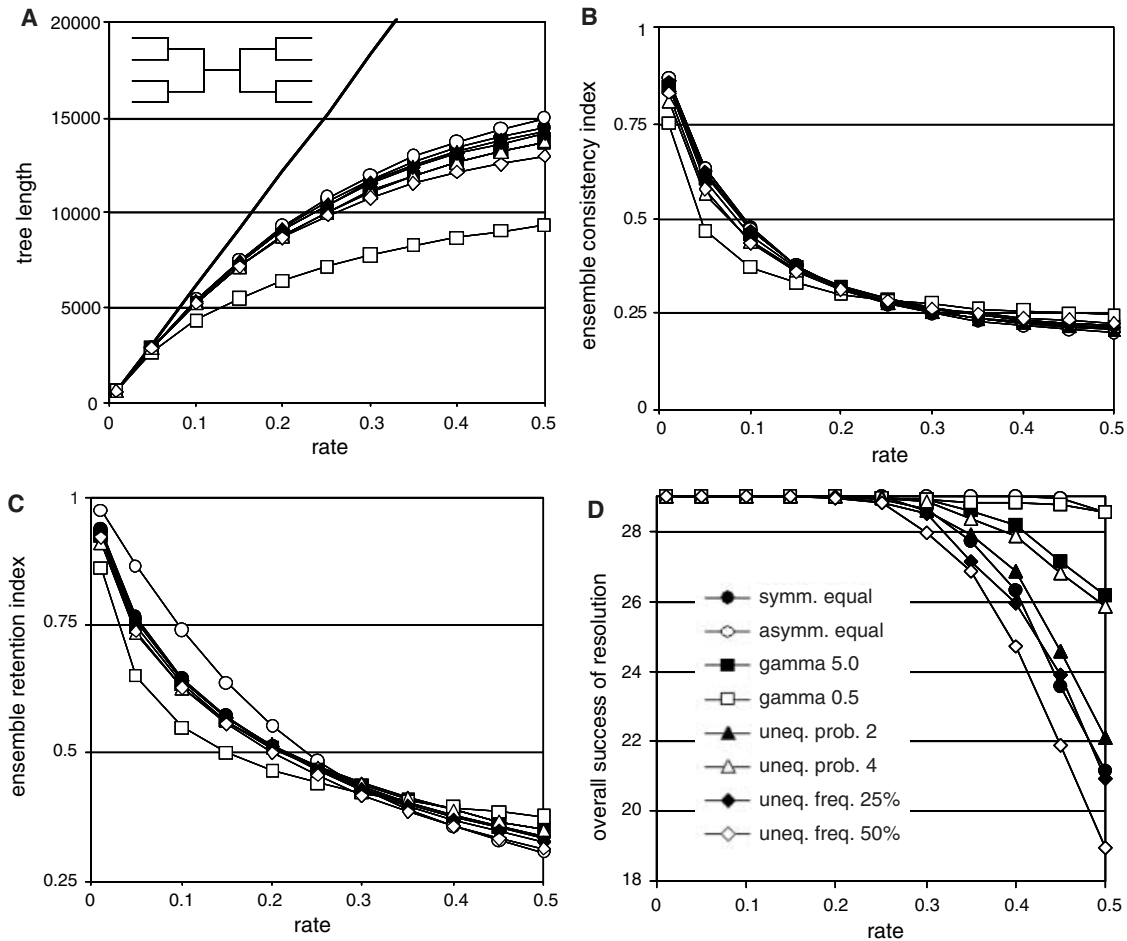 A
20000
15000
10000
5000
0
tree length
0.1
0.2
0.3
0.4
0.5
rate
B
1
0.75
0.5
0.25
0
ensemble consistency index
0
0.1
0.2
0.3
0.4
0.5
rate
C
1
0.75
0.5
0.25
ensemble retention index
0
0.1
0.2
0.3
0.4
0.5
rate
D
28
26
24
22
20
18
overall success of resolution
symm. equal
asymm. equal
gamma 5.0
gamma 0.5
uneq. prob. 2
uneq. prob. 4
uneq. freq. 25%
uneq. freq. 50%
0
0.1
0.2
0.3
0.4
0.5
rate